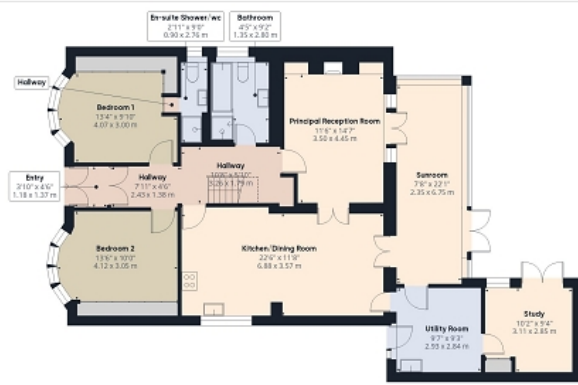 En-suite Shower/wc
2'11" x 9'0"
0.90 x 2.76 m
Bathroom
4'5" x 9'2"
1.35 x 2.80 m
Hallway
Bedroom 1
13'4" x 9'10"
4.07 x 3.00 m
Principal Reception Room
11'6" x 14'7"
3.50 x 4.45 m
Entry
3'10" x 4'6"
1.18 x 1.37 m
Hallway
7'11" x 4'6"
2.43 x 1.38 m
Hallway
Sunroom
7'8" x 22'1"
2.35 x 6.75 m
Bedroom 2
13'6" x 10'0"
4.12 x 3.05 m
Kitchen/Dining Room
22'6" x 11'8"
6.88 x 3.57 m
Utility Room
9'7" x 9'3"
2.93 x 2.84 m
Study
10'2" x 9'4"
3.11 x 2.85 m